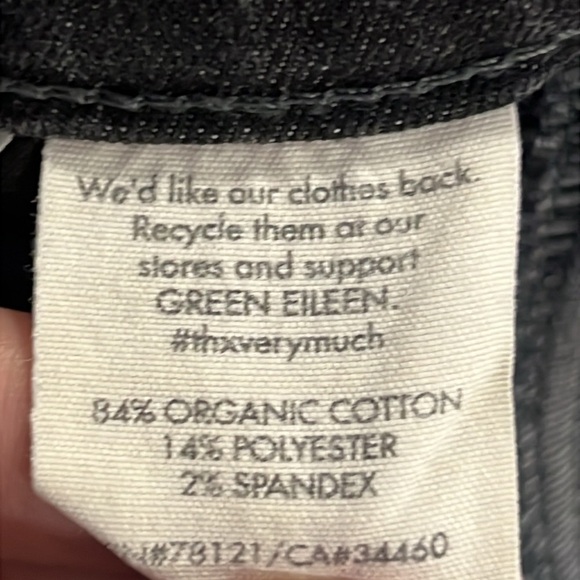 We'd like our clothes back.
Recycle them at our
stores and support
GREEN EILEEN.
#thxverymuch
84% ORGANIC COTTON
14% POLYESTER
2% SPANDEX
#78121/CA#34460